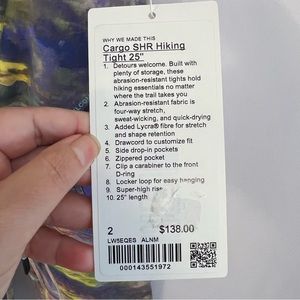 WHY WE MADE THIS
Cargo SHR Hiking
Tight 25"
1. Detours welcome. Built with
plenty of storage, these
abrasion-resistant tights hold
hiking essentials no matter
where the trail takes you
2. Abrasion-resistant fabric is
four-way stretch,
sweat-wicking, and quick-drying
3. Added Lycra® fibre for stretch
and shape retention
4. Drawcord to customize fit
5. Side drop-in pockets
6. Zippered pocket
7. Clip a carabiner to the front
D-ring
8. Locker loop for easy hanging
9. Super-high rise
10. 25" length
2 $138.00
LW5EQES ALNM
000143551972